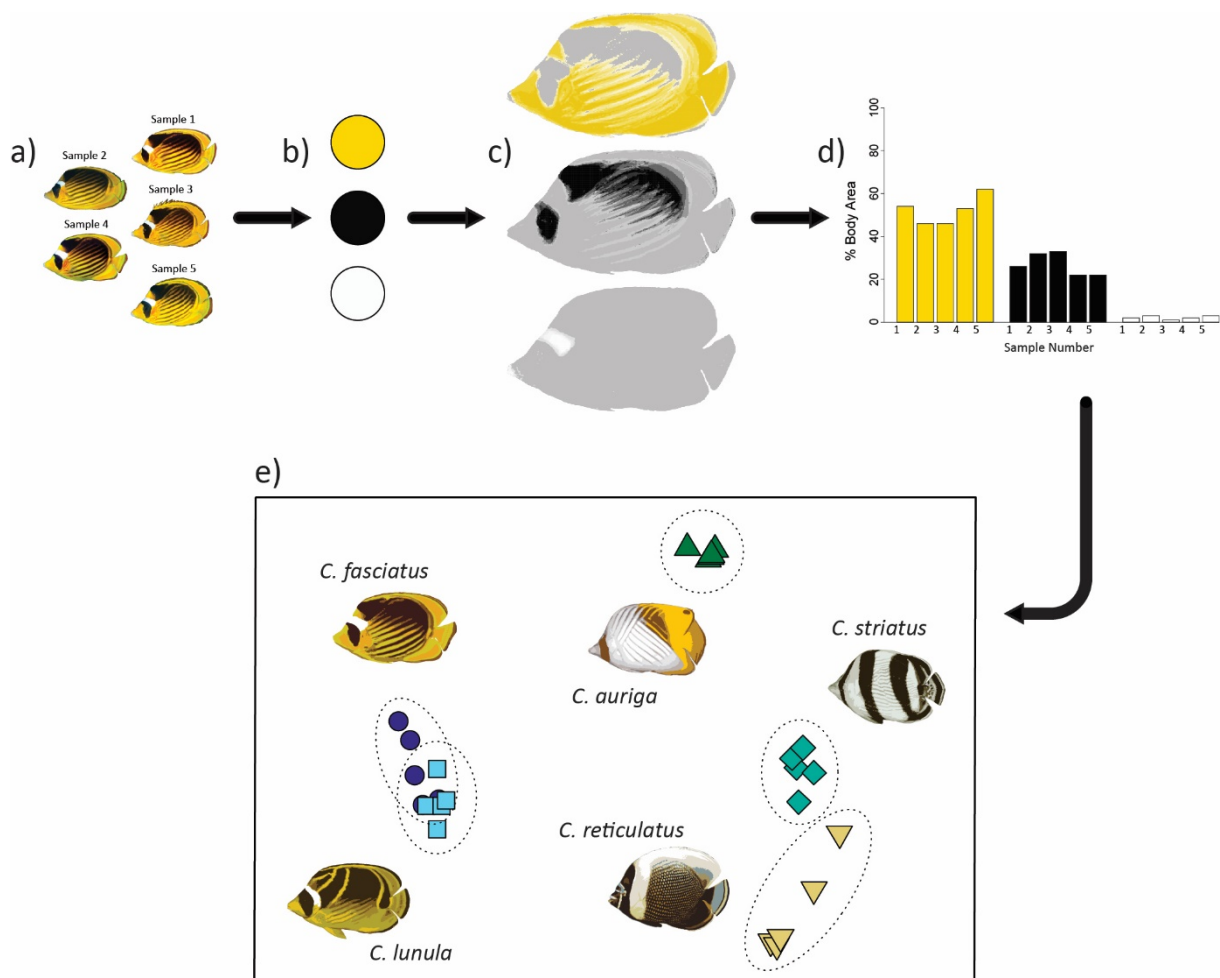 a)
Sample 1
Sample 2
Sample 3
Sample 4
Sample 5
b)
c)
d)
% Body Area
100
80
60
40
20
0
1 2 3 4 5 1 2 3 4 5 1 2 3 4 5
Sample Number
e)
C. fasciatus
C. auriga
C. striatus
C. reticulatus
C. lunula